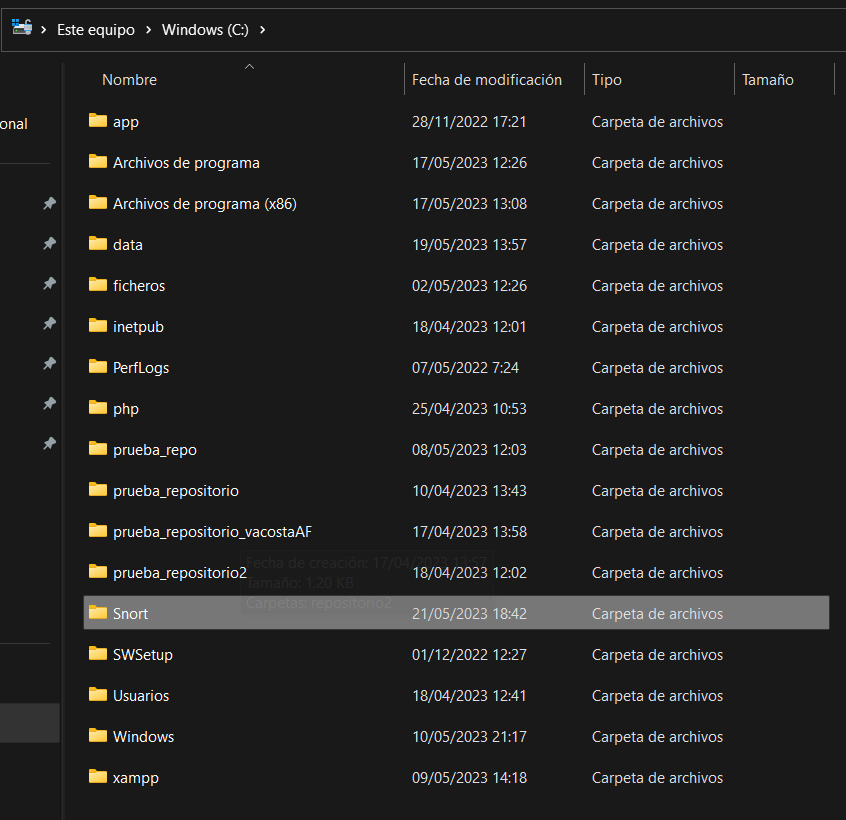 Este equipo > Windows (C:) >
Nombre Fecha de modificación Tipo Tamaño
onal
app 28/11/2022 17:21 Carpeta de archivos
Archivos de programa 17/05/2023 12:26 Carpeta de archivos
Archivos de programa (x86) 17/05/2023 13:08 Carpeta de archivos
data 19/05/2023 13:57 Carpeta de archivos
ficheros 02/05/2023 12:26 Carpeta de archivos
inetpub 18/04/2023 12:01 Carpeta de archivos
PerfLogs 07/05/2022 7:24 Carpeta de archivos
php 25/04/2023 10:53 Carpeta de archivos
prueba_repo 08/05/2023 12:03 Carpeta de archivos
prueba_repositorio 10/04/2023 13:43 Carpeta de archivos
prueba_repositorio_vacostaAF 17/04/2023 13:58 Carpeta de archivos
Fecha de creación: 17/04/2023 13:57
prueba_repositorio2 18/04/2023 12:02 Carpeta de archivos
Tamaño: 1,20 KB
Carpetas: repositorio2
Snort 21/05/2023 18:42 Carpeta de archivos
SWSetup 01/12/2022 12:27 Carpeta de archivos
Usuarios 18/04/2023 12:41 Carpeta de archivos
Windows 10/05/2023 21:17 Carpeta de archivos
xampp 09/05/2023 14:18 Carpeta de archivos